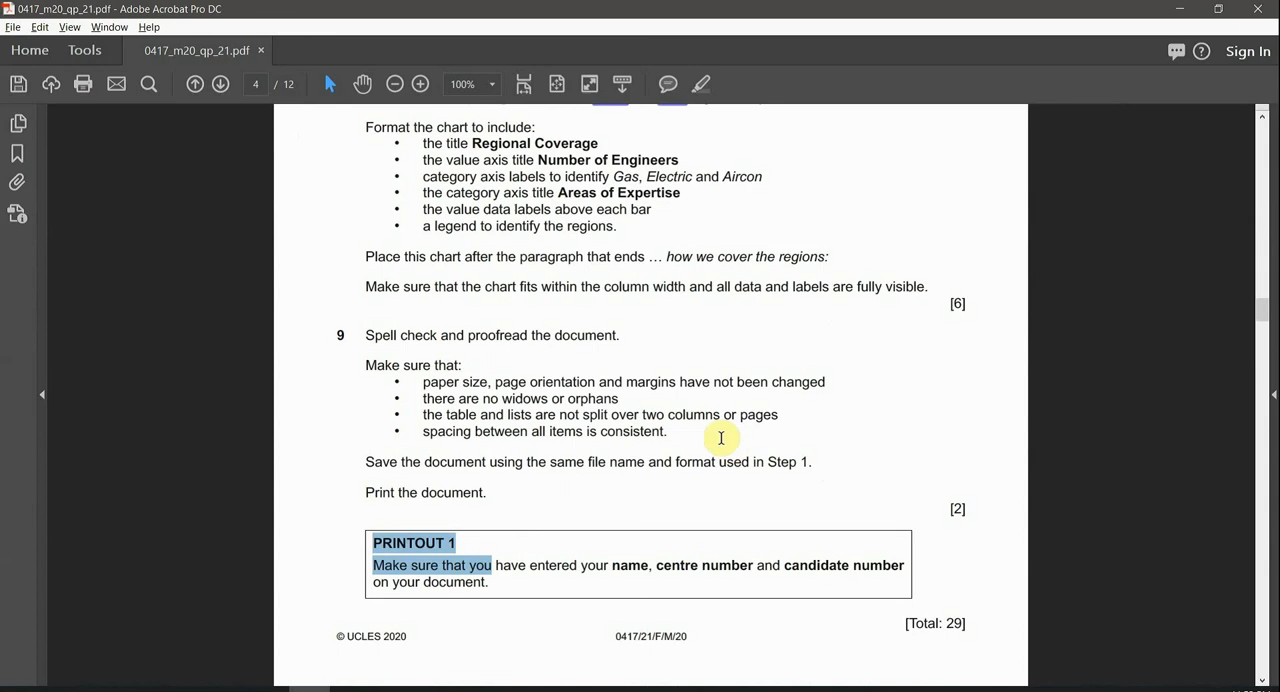 0417_m20_qp_21.pdf - Adobe Acrobat Pro DC
File Edit View Window Help
Home Tools 0417_m20_qp_21.pdf × Sign In
4 / 12 100%
Format the chart to include:
• the title Regional Coverage
• the value axis title Number of Engineers
• category axis labels to identify Gas, Electric and Aircon
• the category axis title Areas of Expertise
• the value data labels above each bar
• a legend to identify the regions.
Place this chart after the paragraph that ends … how we cover the regions:
Make sure that the chart fits within the column width and all data and labels are fully visible.
[6]
9 Spell check and proofread the document.
Make sure that:
• paper size, page orientation and margins have not been changed
• there are no widows or orphans
• the table and lists are not split over two columns or pages
• spacing between all items is consistent.
Save the document using the same file name and format used in Step 1.
Print the document.
[2]
PRINTOUT 1
Make sure that you have entered your name, centre number and candidate number
on your document.
[Total: 29]
© UCLES 2020 0417/21/F/M/20